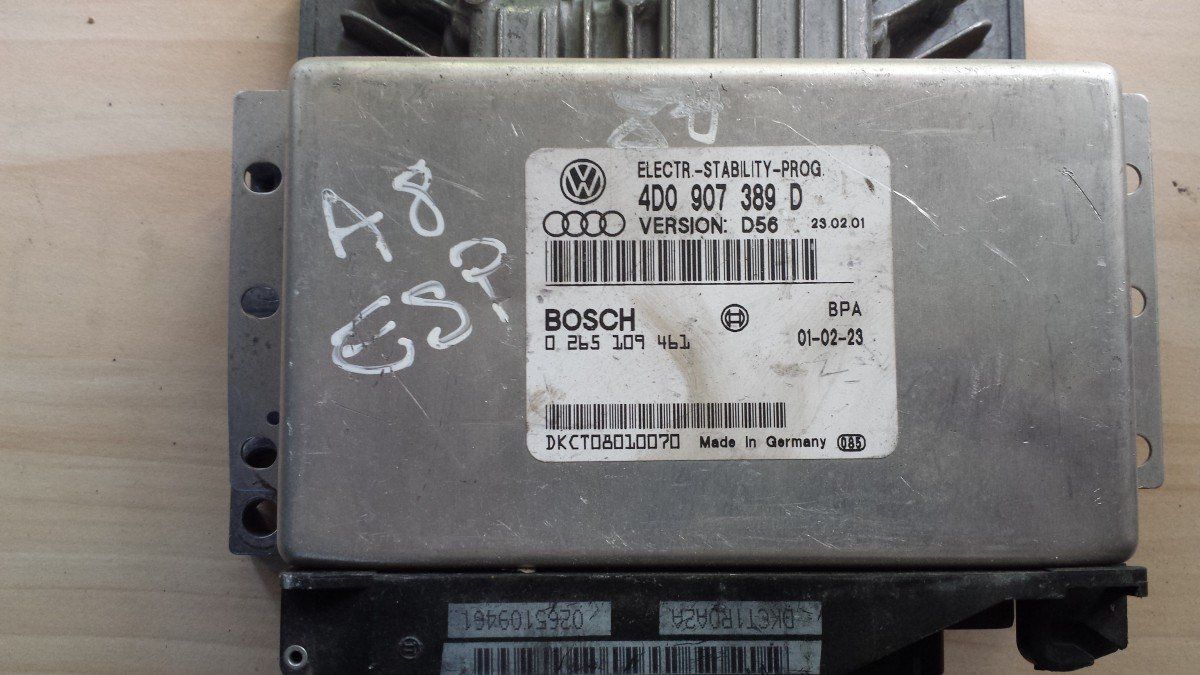 A8
ESP
ELECTR.-STABILITY-PROG.
4D0 907 389 D
VERSION: D56 23.02.01
BOSCH
BPA
0 265 109 461
01-02-23
DKCT08010070 Made in Germany 085
0265109461 DKCT1R0A2A